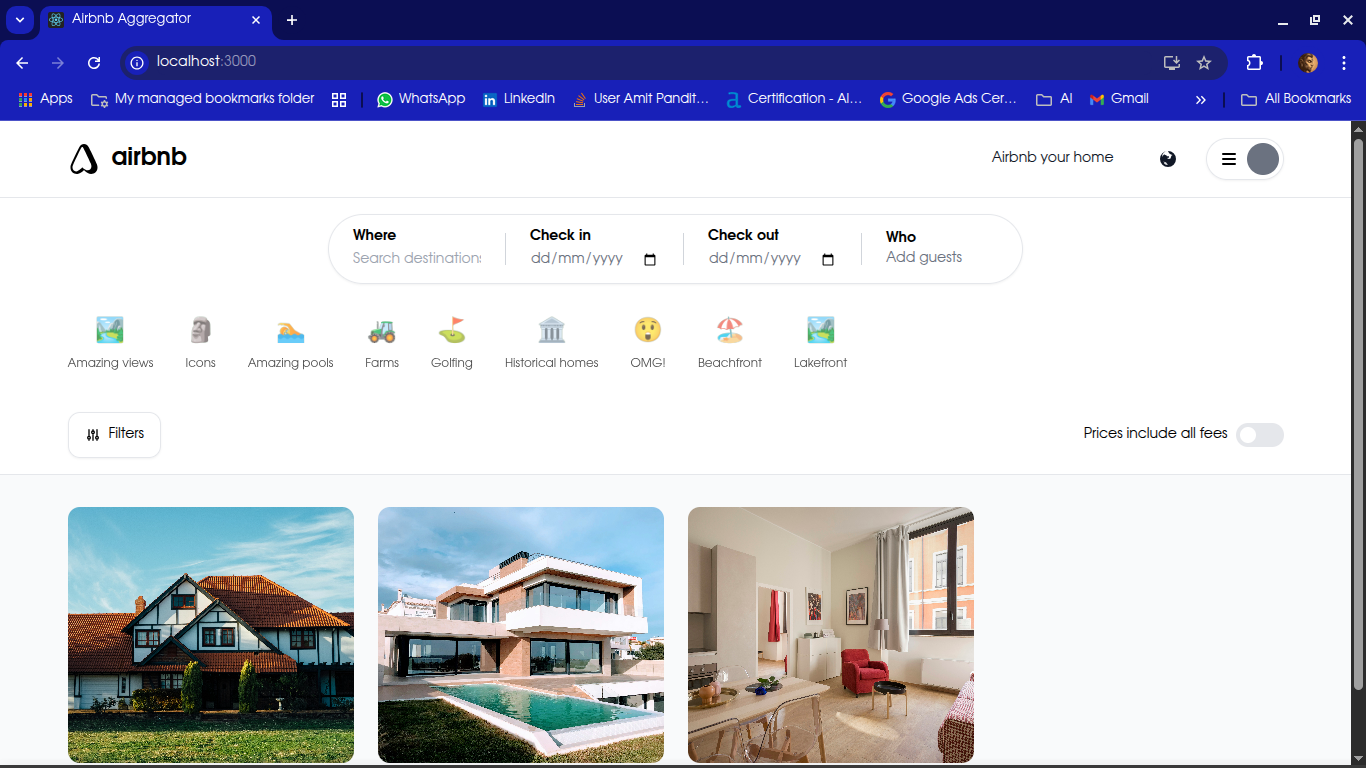 Airbnb Aggregator
localhost:3000
Apps
My managed bookmarks folder
WhatsApp
LinkedIn
User Amit Pandit...
Certification - AI...
Google Ads Cer...
AI
Gmail
»
All Bookmarks
airbnb
Airbnb your home
Where
Search destinations
Check in
dd/mm/yyyy
Check out
dd/mm/yyyy
Who
Add guests
Amazing views
Icons
Amazing pools
Farms
Golfing
Historical homes
OMG!
Beachfront
Lakefront
Filters
Prices include all fees